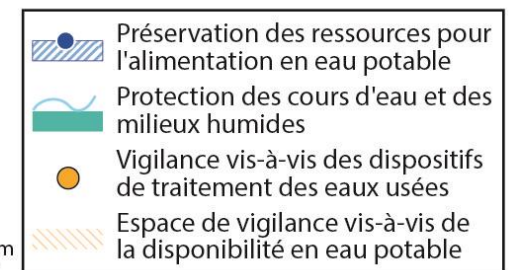 Préservation des ressources pour
l'alimentation en eau potable
Protection des cours d'eau et des
milieux humides
Vigilance vis-à-vis des dispositifs
de traitement des eaux usées
Espace de vigilance vis-à-vis de
m la disponibilité en eau potable